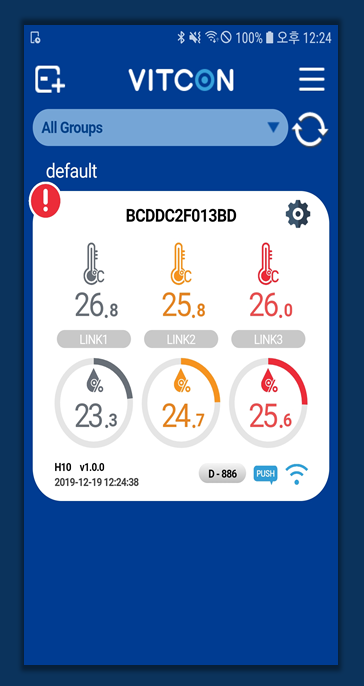 100% 오후 12:24
VITCON
All Groups
default
BCDDC2F013BD
C C C
26.8 25.8 26.0
LINK1 LINK2 LINK3
% % %
23.3 24.7 25.6
H10 v1.0.0
2019-12-19 12:24:38
D - 886
PUSH